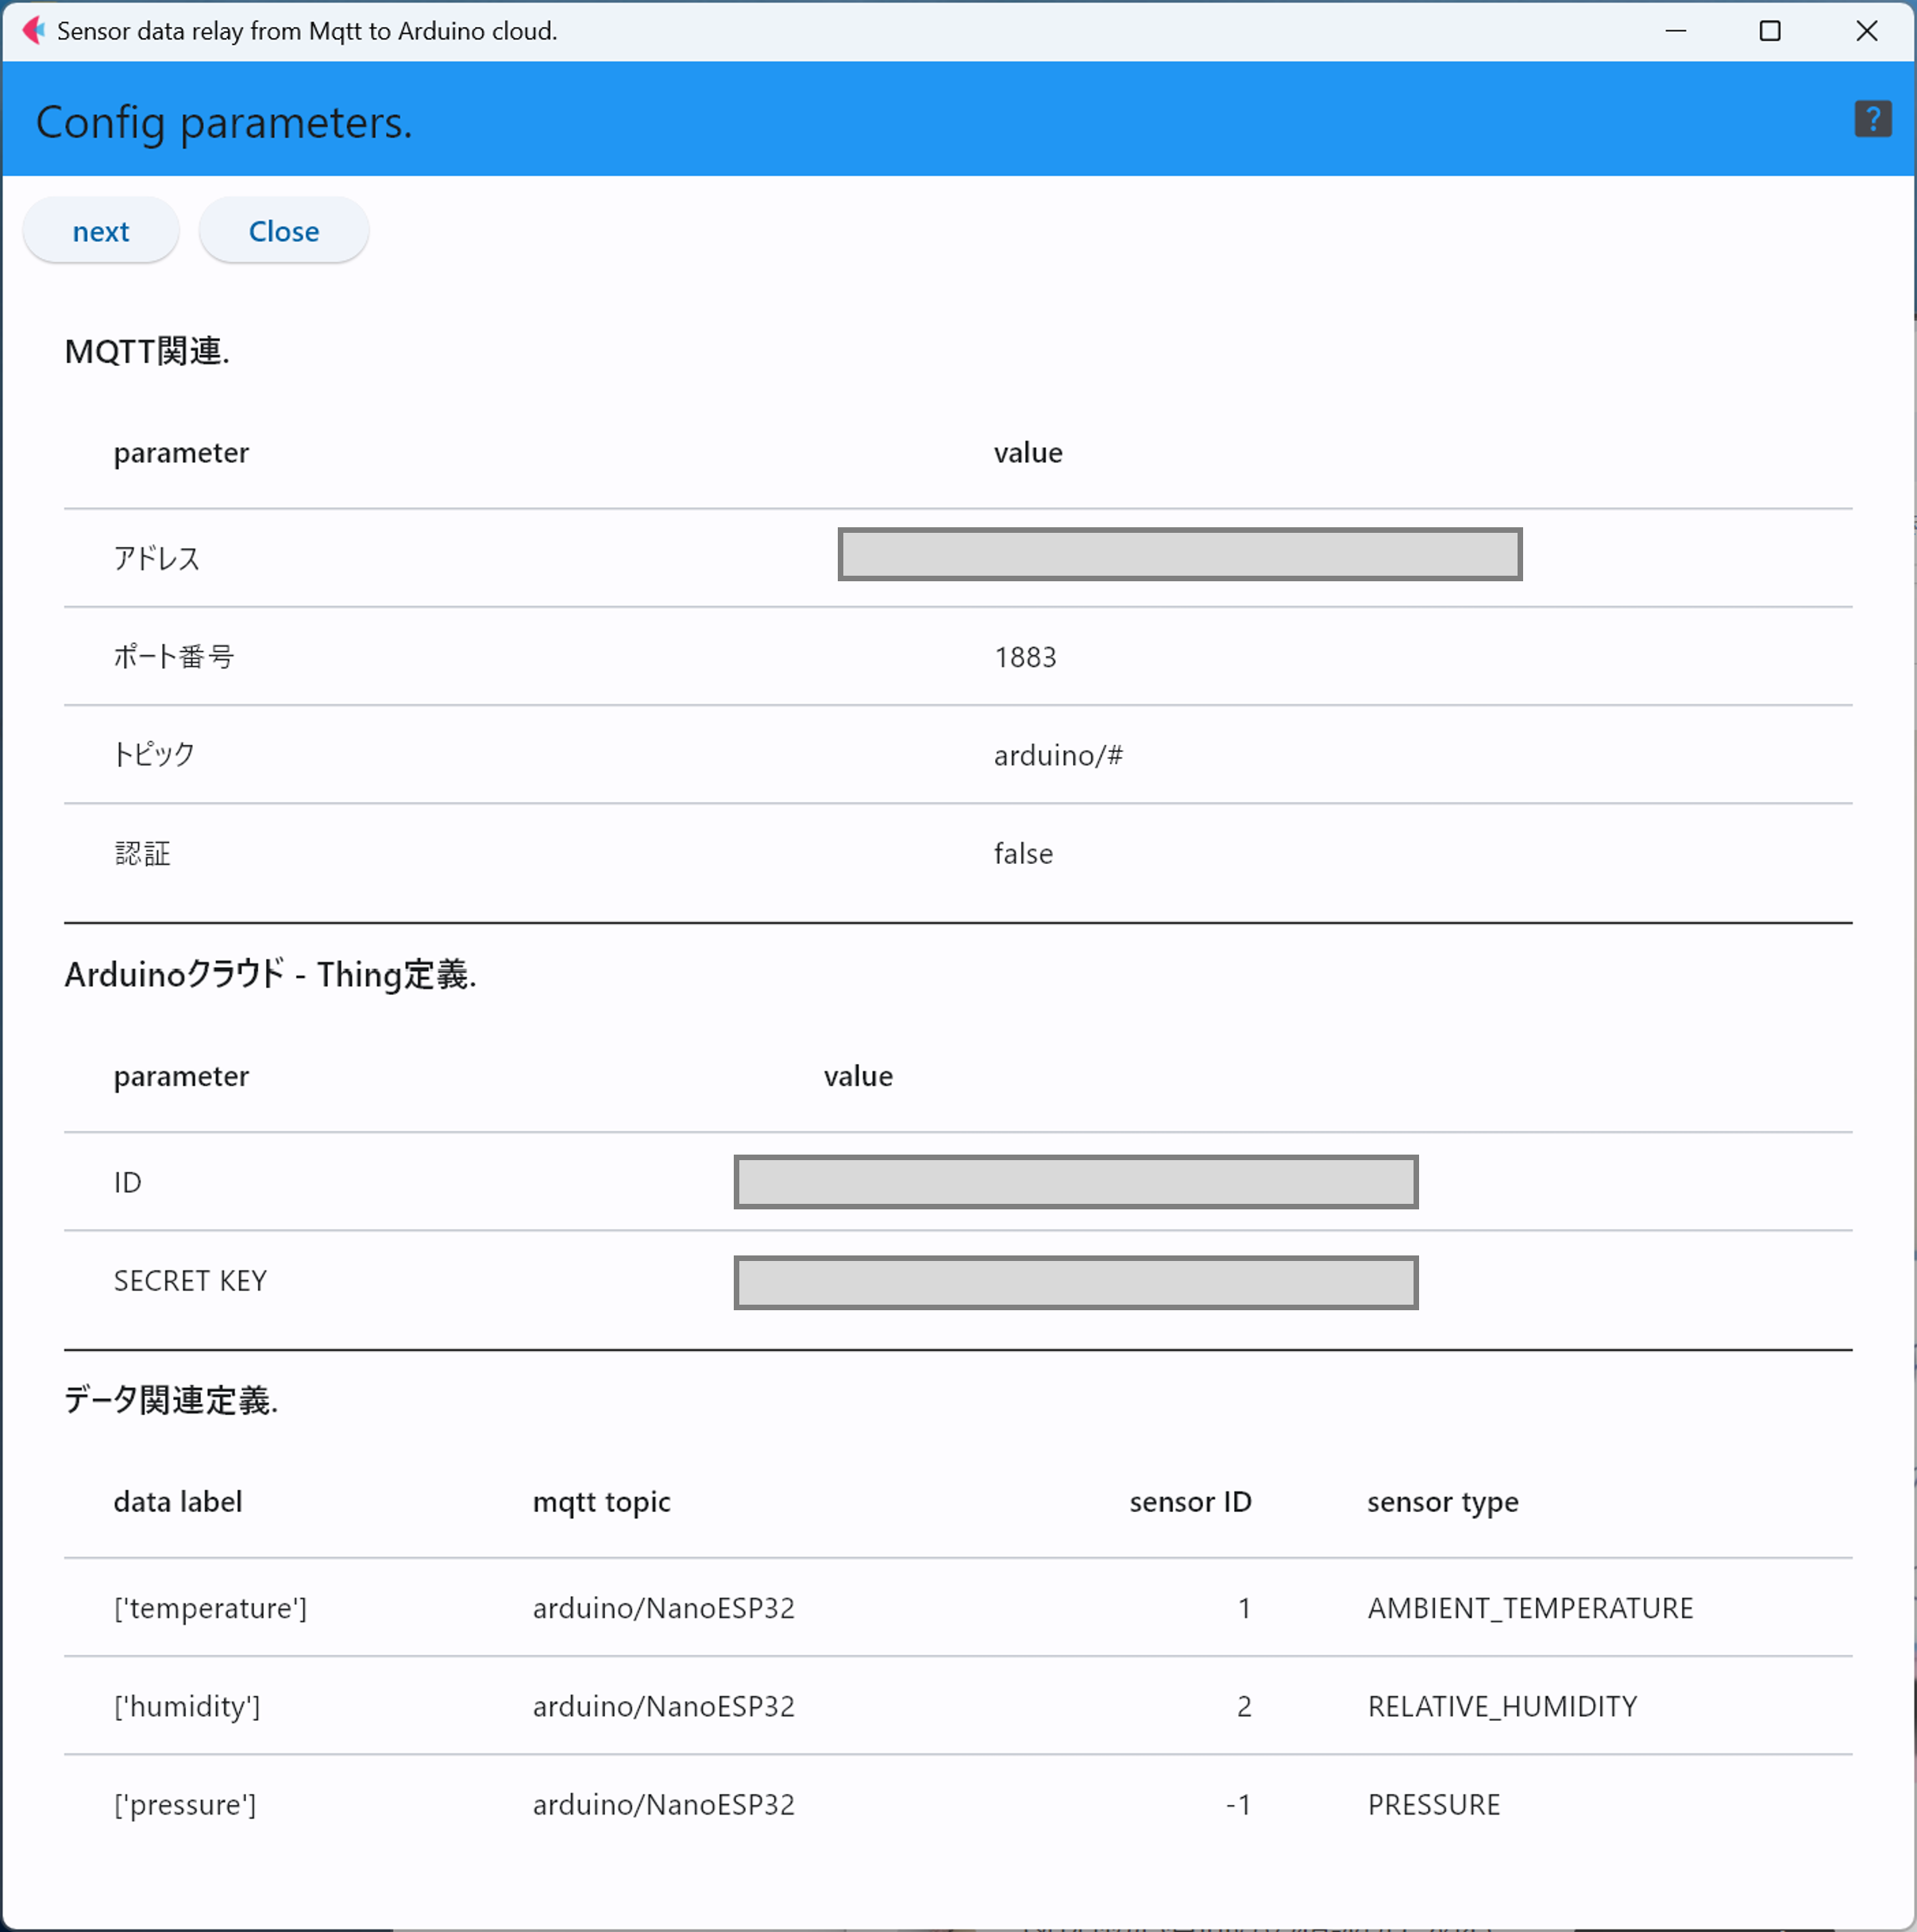 Sensor data relay from Mqtt to Arduino cloud.
Config parameters.
?
next Close
MQTT関連.
parameter value
アドレス
ポート番号 1883
トピック arduino/#
認証 false
Arduinoクラウド - Thing定義.
parameter value
ID
SECRET KEY
データ関連定義.
data label mqtt topic sensor ID sensor type
['temperature'] arduino/NanoESP32 1 AMBIENT_TEMPERATURE
['humidity'] arduino/NanoESP32 2 RELATIVE_HUMIDITY
['pressure'] arduino/NanoESP32 -1 PRESSURE